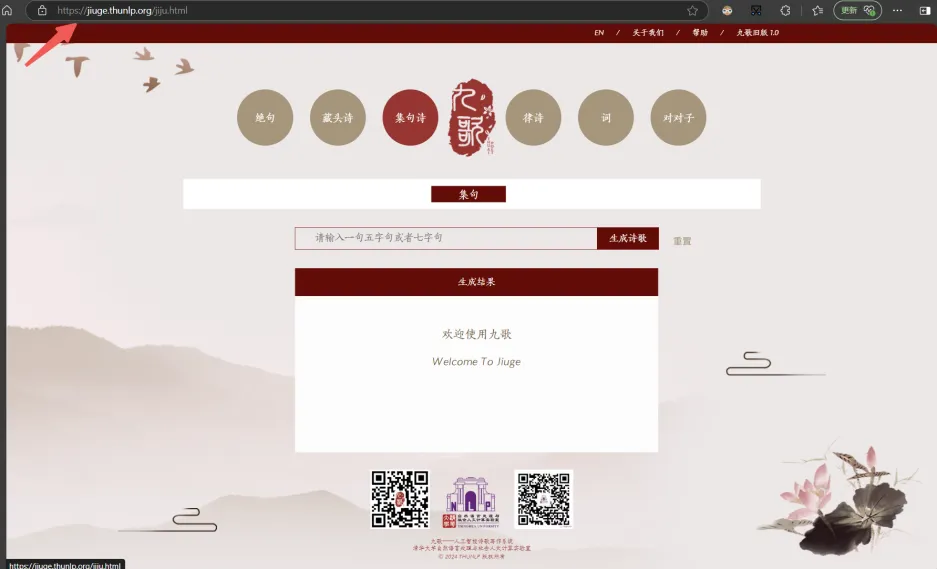 https://jiuge.thunlp.org/jiju.html
更新
EN / 关于我们 / 帮助 / 九歌旧版 1.0
绝句 藏头诗 集句诗 九歌 律诗 词 对对子
集句
请输入一句五字句或者七字句 生成诗歌 重置
生成结果
欢迎使用九歌
Welcome To Jiuge
NLP
九歌——人工智能诗歌写作系统
清华大学自然语言处理与社会人文计算实验室
© 2024 THUNLP 版权所有
https://jiuge.thunlp.org/jiju.html